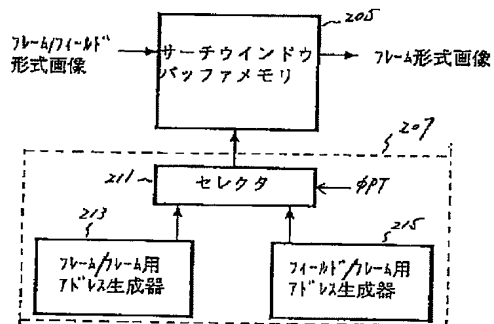 205
フレーム/フィールド
形式画像
サーチウインドウ
バッファメモリ
フレーム形式画像
207
211
セレクタ
φPT
213
215
フレーム/フレーム用
アドレス生成器
フィールド/フレーム用
アドレス生成器